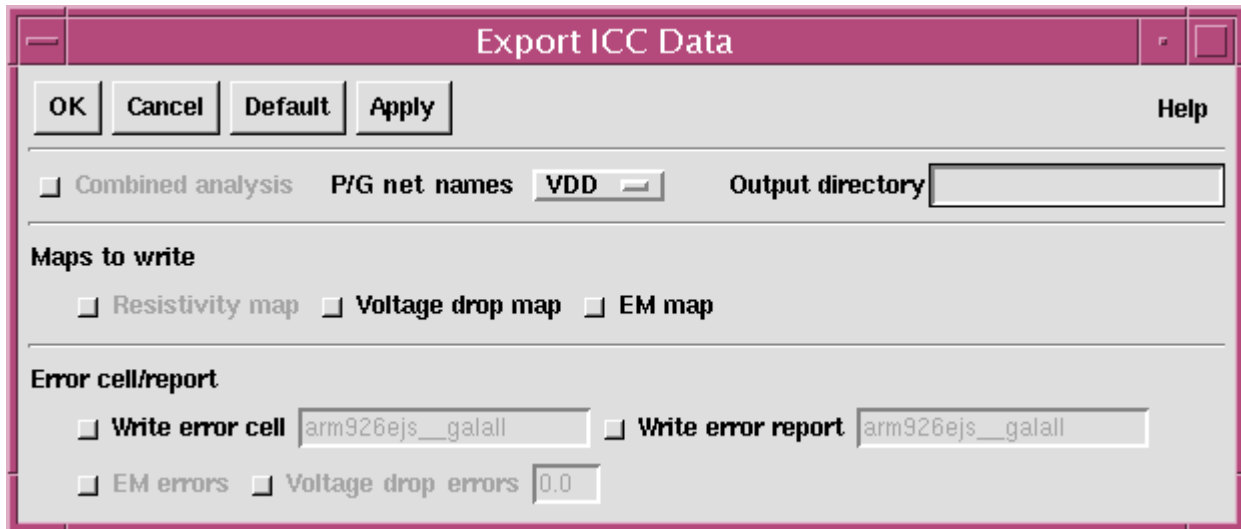 Export ICC Data
OK Cancel Default Apply Help
Combined analysis P/G net names VDD Output directory
Maps to write
Resistivity map Voltage drop map EM map
Error cell/report
Write error cell arm926ejs__galall Write error report arm926ejs__galall
EM errors Voltage drop errors 0.0